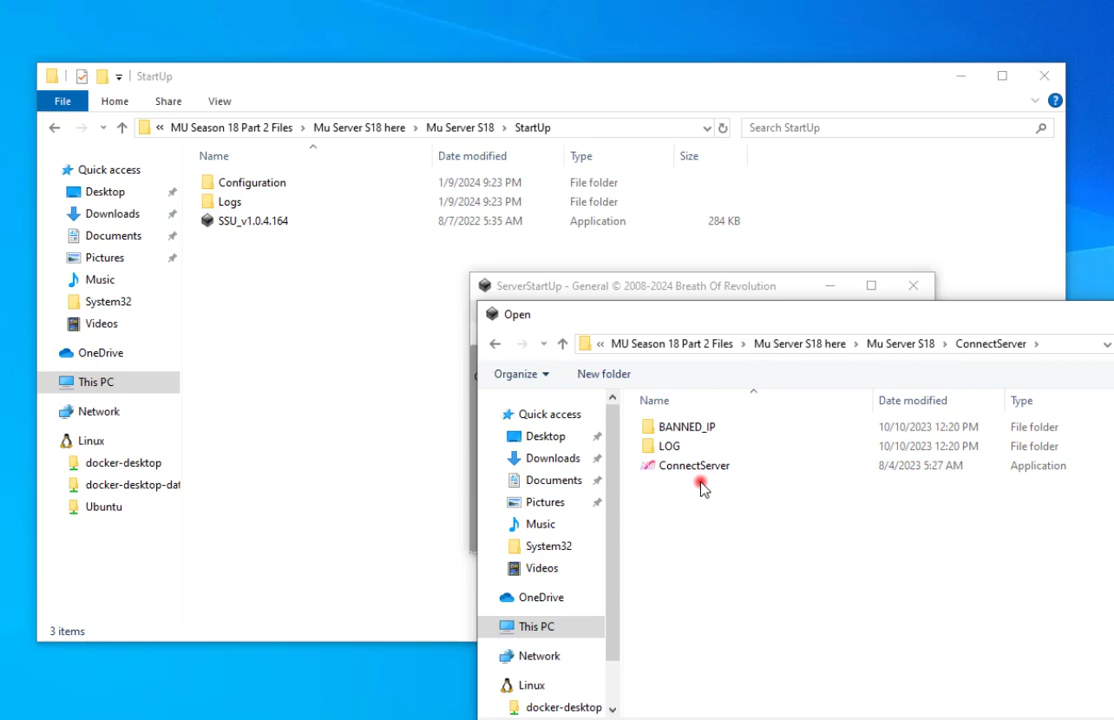 StartUp
File Home Share View
« MU Season 18 Part 2 Files › Mu Server S18 here › Mu Server S18 › StartUp
Search StartUp
Name Date modified Type Size
Quick access
Desktop
Downloads
Documents
Pictures
Music
System32
Videos
OneDrive
This PC
Network
Linux
docker-desktop
docker-desktop-dat
Ubuntu
Configuration 1/9/2024 9:23 PM File folder
Logs 1/9/2024 9:23 PM File folder
SSU_v1.0.4.164 8/7/2022 5:35 AM Application 284 KB
3 items
ServerStartUp - General © 2008-2024 Breath Of Revolution
Open
« MU Season 18 Part 2 Files › Mu Server S18 here › Mu Server S18 › ConnectServer ›
Organize New folder
Name Date modified Type
Quick access
Desktop
Downloads
Documents
Pictures
Music
System32
Videos
OneDrive
This PC
Network
Linux
docker-desktop
BANNED_IP 10/10/2023 12:20 PM File folder
LOG 10/10/2023 12:20 PM File folder
ConnectServer 8/4/2023 5:27 AM Application